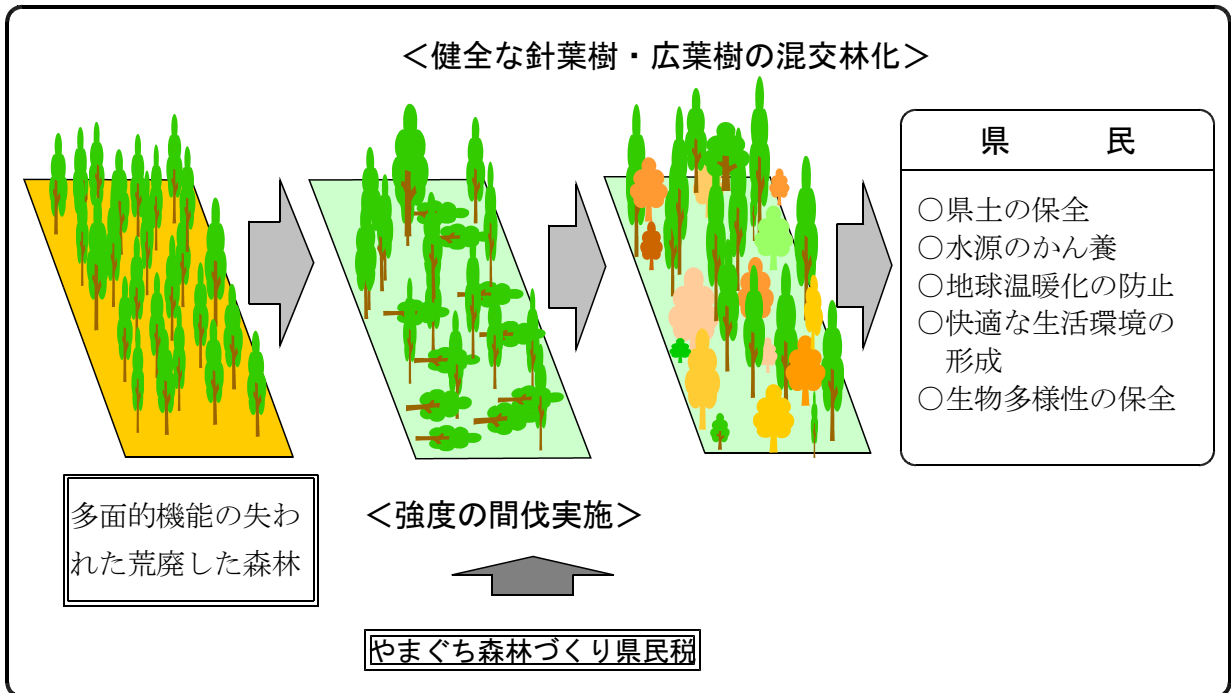 ＜健全な針葉樹・広葉樹の混交林化＞
県　　民
○県土の保全
○水源のかん養
○地球温暖化の防止
○快適な生活環境の
形成
○生物多様性の保全
多面的機能の失わ
れた荒廃した森林
＜強度の間伐実施＞
やまぐち森林づくり県民税